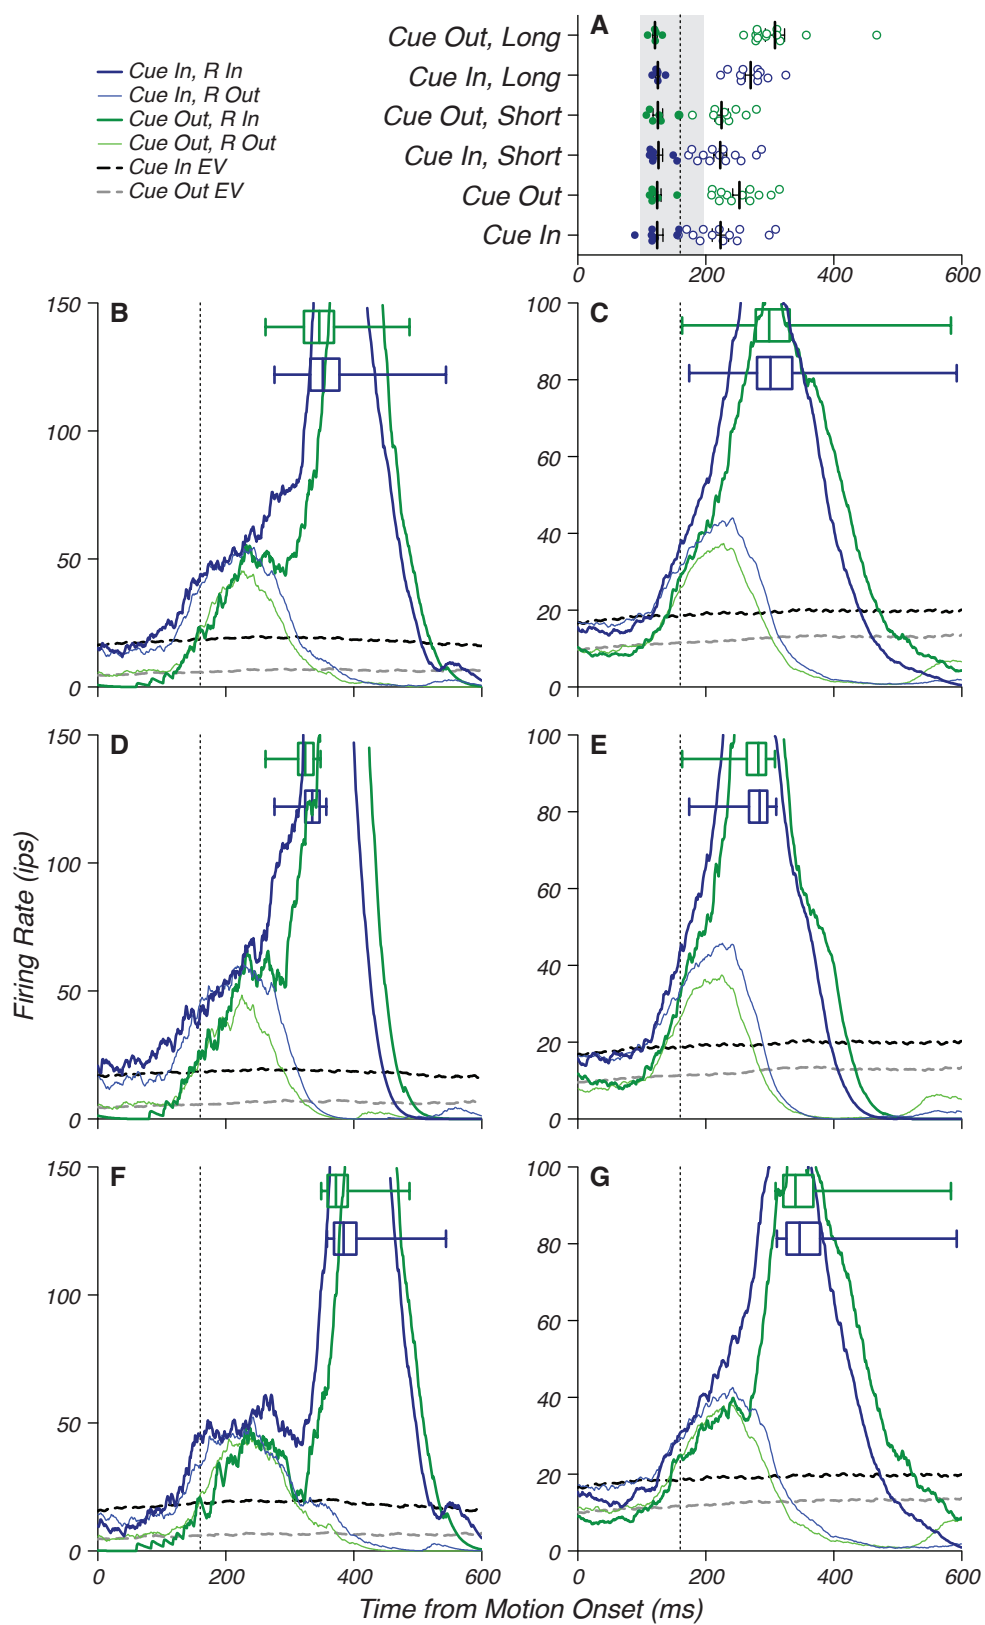 A
Cue Out, Long
Cue In, Long
Cue Out, Short
Cue In, Short
Cue Out
Cue In
0 200 400 600
Cue In, R In
Cue In, R Out
Cue Out, R In
Cue Out, R Out
Cue In EV
Cue Out EV
B
150
100
50
0
C
100
80
60
40
20
0
D
150
100
50
0
E
100
80
60
40
20
0
F
150
100
50
0
0 200 400 600
G
100
80
60
40
20
0
0 200 400 600
Firing Rate (ips)
Time from Motion Onset (ms)